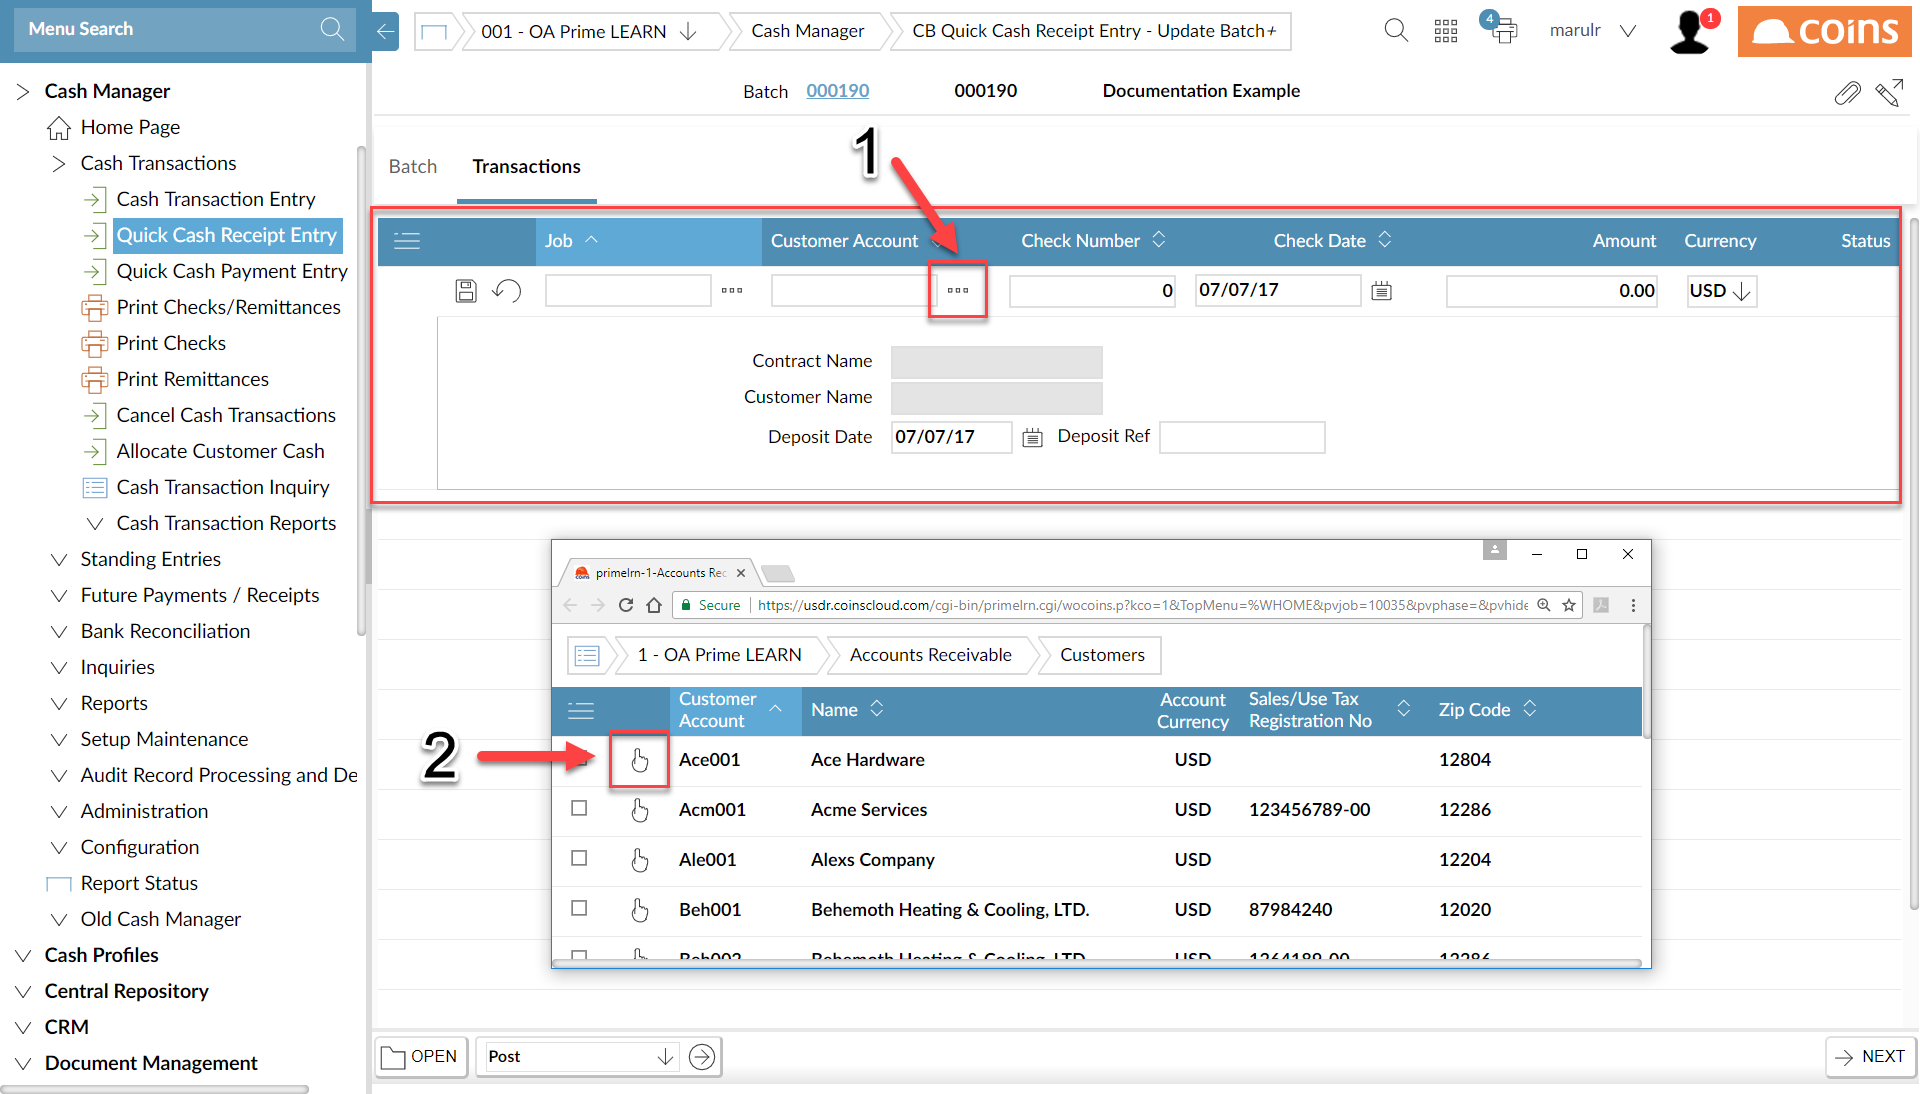 Menu Search
001 - OA Prime LEARN
Cash Manager
CB Quick Cash Receipt Entry - Update Batch+
4
marulr
1
coins
Batch 000190 000190 Documentation Example
Cash Manager
Home Page
Cash Transactions
Cash Transaction Entry
Quick Cash Receipt Entry
Quick Cash Payment Entry
Print Checks/Remittances
Print Checks
Print Remittances
Cancel Cash Transactions
Allocate Customer Cash
Cash Transaction Inquiry
Cash Transaction Reports
Standing Entries
Future Payments / Receipts
Bank Reconciliation
Inquiries
Reports
Setup Maintenance
Audit Record Processing and De
Administration
Configuration
Report Status
Old Cash Manager
Cash Profiles
Central Repository
CRM
Document Management
Batch Transactions
1
Job Customer Account Check Number Check Date Amount Currency Status
0 07/07/17 0.00 USD
Contract Name
Customer Name
Deposit Date 07/07/17 Deposit Ref
primelrn-1-Accounts Rec
Secure https://usdr.coinscloud.com/cgi-bin/primelrn.cgi/wocoins.p?kco=1&TopMenu=%WHOME&pvjob=10035&pvphase=&pvhide
1 - OA Prime LEARN Accounts Receivable Customers
Customer Account Name Account Currency Sales/Use Tax Registration No Zip Code
2
Ace001 Ace Hardware USD 12804
Acm001 Acme Services USD 123456789-00 12286
Ale001 Alexs Company USD 12204
Beh001 Behemoth Heating & Cooling, LTD. USD 87984240 12020
Beh002 Behemoth Heating & Cooling, LTD. USD
OPEN
Post
NEXT